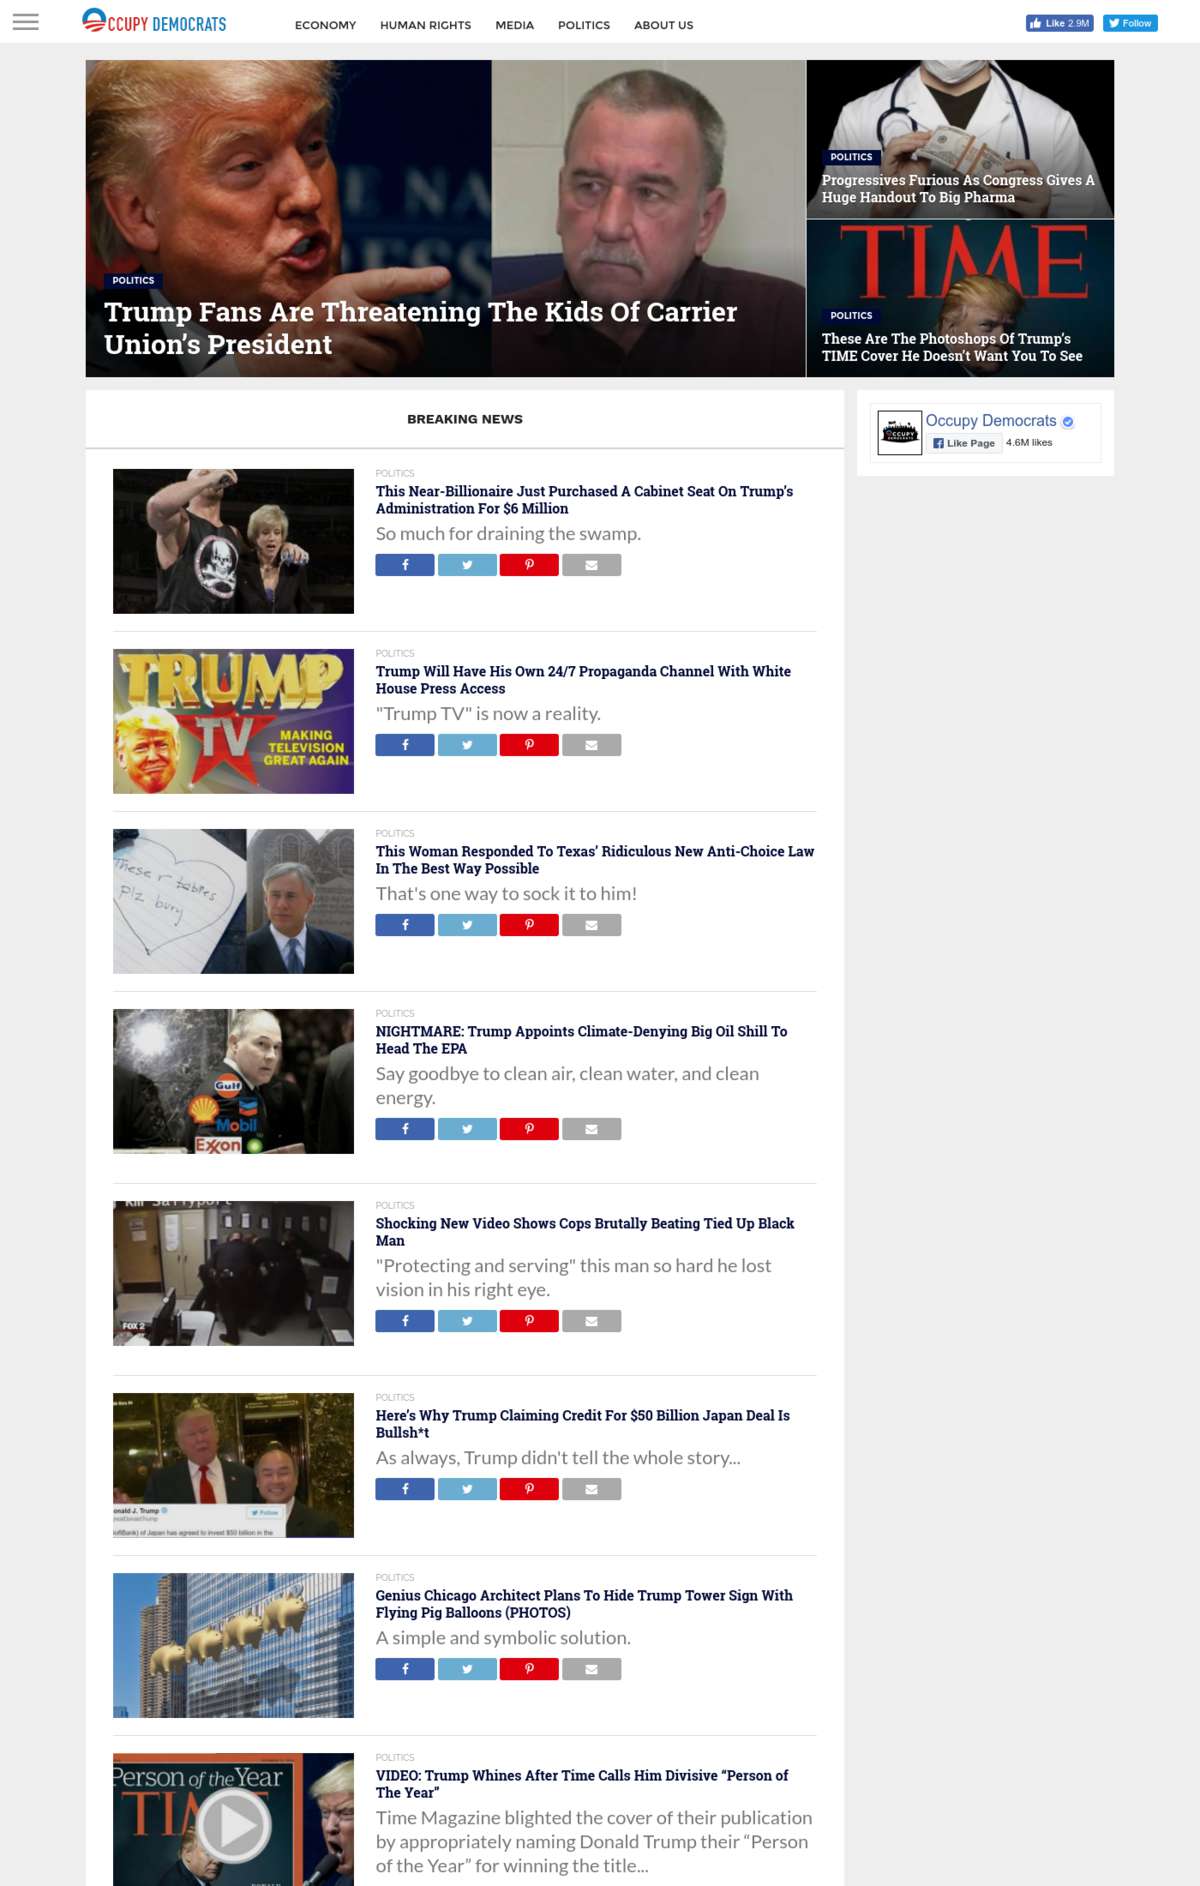 OCCUPY DEMOCRATS
ECONOMY HUMAN RIGHTS MEDIA POLITICS ABOUT US
Like 2.9M
Follow
POLITICS
Trump Fans Are Threatening The Kids Of Carrier
Union’s President
POLITICS
Progressives Furious As Congress Gives A
Huge Handout To Big Pharma
TIME
POLITICS
These Are The Photoshops Of Trump’s
TIME Cover He Doesn’t Want You To See
BREAKING NEWS
Occupy Democrats
Like Page 4.6M likes
POLITICS
This Near-Billionaire Just Purchased A Cabinet Seat On Trump’s
Administration For $6 Million
So much for draining the swamp.
TRUMP
TV
MAKING
TELEVISION
GREAT AGAIN
POLITICS
Trump Will Have His Own 24/7 Propaganda Channel With White
House Press Access
"Trump TV" is now a reality.
These r tables
plz bury
POLITICS
This Woman Responded To Texas’ Ridiculous New Anti-Choice Law
In The Best Way Possible
That's one way to sock it to him!
Gulf
Mobil
Exxon
POLITICS
NIGHTMARE: Trump Appoints Climate-Denying Big Oil Shill To
Head The EPA
Say goodbye to clean air, clean water, and clean
energy.
FOX 2
POLITICS
Shocking New Video Shows Cops Brutally Beating Tied Up Black
Man
"Protecting and serving" this man so hard he lost
vision in his right eye.
onald J. Trump
Follow
of Japan has agreed to invest $50 billion in the
POLITICS
Here’s Why Trump Claiming Credit For $50 Billion Japan Deal Is
Bullsh*t
As always, Trump didn't tell the whole story...
POLITICS
Genius Chicago Architect Plans To Hide Trump Tower Sign With
Flying Pig Balloons (PHOTOS)
A simple and symbolic solution.
Person of the Year
TI
POLITICS
VIDEO: Trump Whines After Time Calls Him Divisive “Person of
The Year”
Time Magazine blighted the cover of their publication
by appropriately naming Donald Trump their “Person
of the Year” for winning the title...